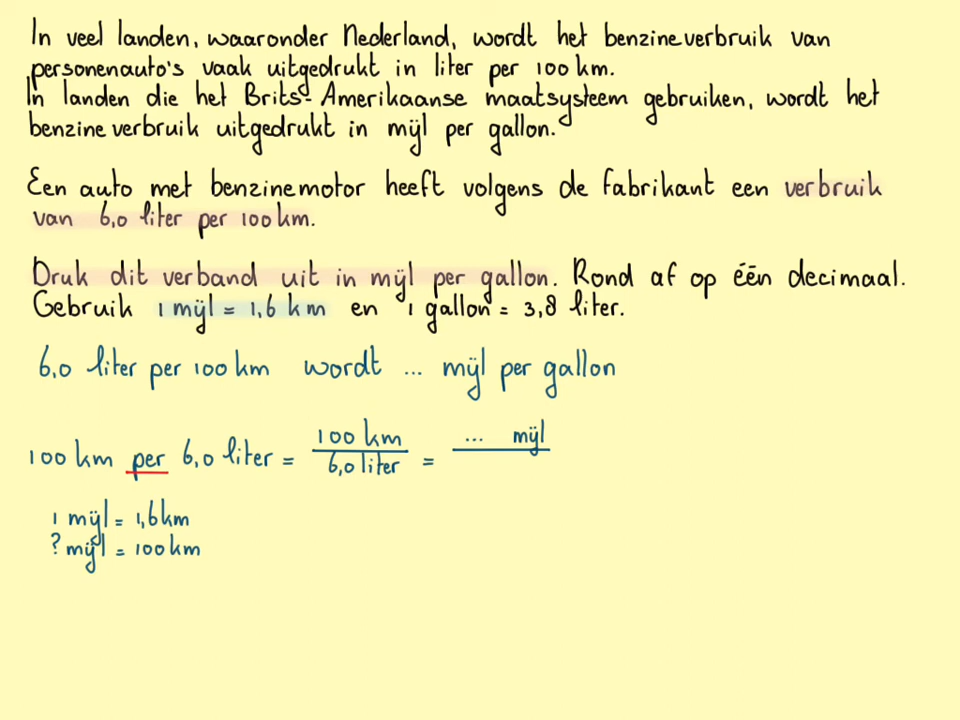 In veel landen, waaronder Nederland, wordt het benzineverbruik van
personenauto's vaak uitgedrukt in liter per 100 km.
In landen die het Brits-Amerikaanse maatsysteem gebruiken, wordt het
benzineverbruik uitgedrukt in mijl per gallon.
Een auto met benzinemotor heeft volgens de fabrikant een verbruik
van 6,0 liter per 100 km.
Druk dit verband uit in mijl per gallon. Rond af op één decimaal.
Gebruik 1 mijl = 1,6 km en 1 gallon = 3,8 liter.
6,0 liter per 100 km wordt ... mijl per gallon
100 km per 6,0 liter = 100 km / 6,0 liter = ... mijl
1 mijl = 1,6 km
? mijl = 100 km